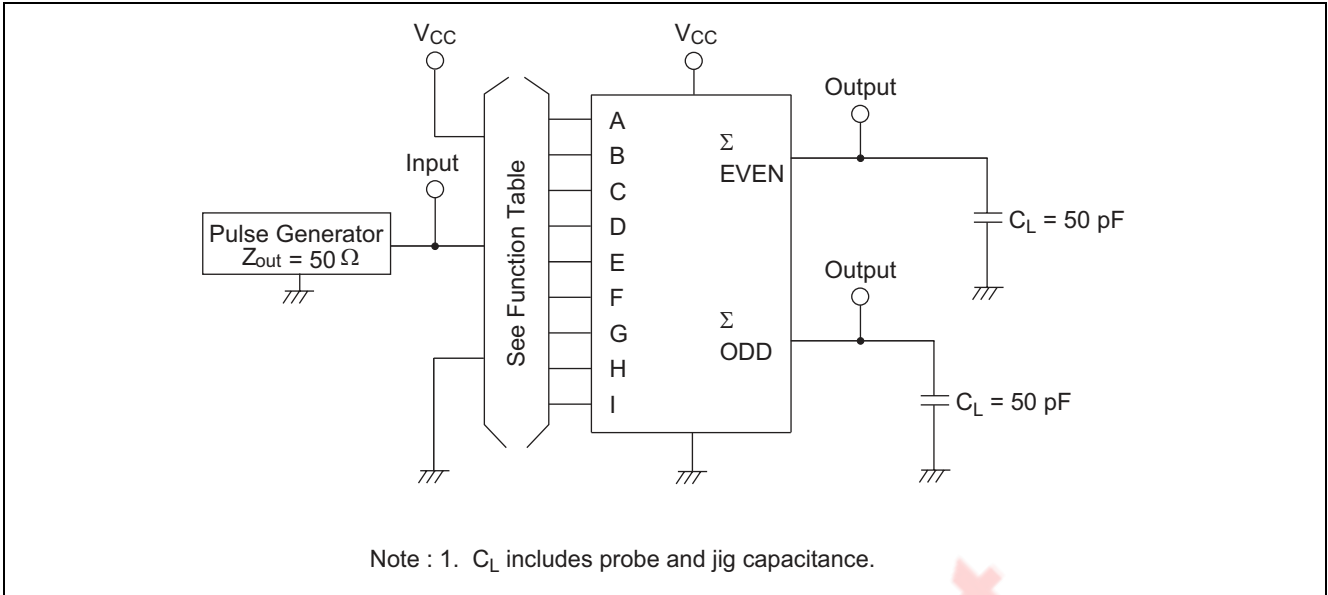 VCC
VCC
Output
Input
Pulse Generator
Zout = 50 Ω
See Function Table
A
B
C
D
E
F
G
H
I
Σ
EVEN
Σ
ODD
CL = 50 pF
Output
CL = 50 pF
Note : 1. CL includes probe and jig capacitance.